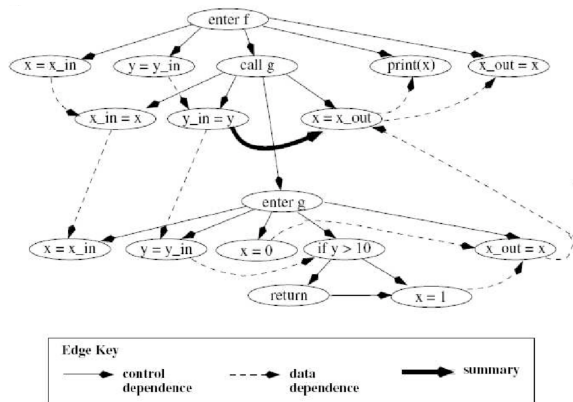 enter f
x = x_in
y = y_in
call g
print(x)
x_out = x
x_in = x
y_in = y
x = x_out
enter g
x = x_in
y = y_in
x = 0
if y > 10
x_out = x
return
x = 1
Edge Key
control
dependence
data
dependence
summary